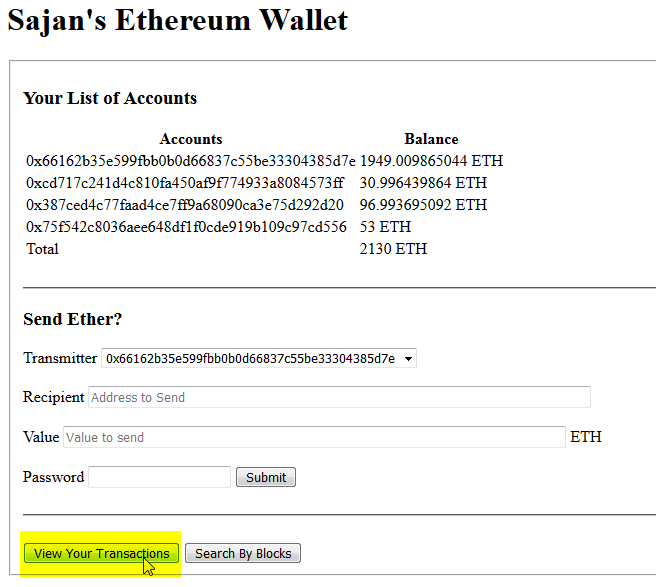 Sajan's Ethereum Wallet
Your List of Accounts
Accounts Balance
0x66162b35e599fbb0b0d66837c55be33304385d7e 1949.009865044 ETH
0xcd717c241d4c810fa450af9f774933a8084573ff 30.996439864 ETH
0x387ced4c77faad4ce7ff9a68090ca3e75d292d20 96.993695092 ETH
0x75f542c8036aee648df1f0cde919b109c97cd556 53 ETH
Total 2130 ETH
Send Ether?
Transmitter 0x66162b35e599fbb0b0d66837c55be33304385d7e
Recipient Address to Send
Value Value to send ETH
Password Submit
View Your Transactions Search By Blocks